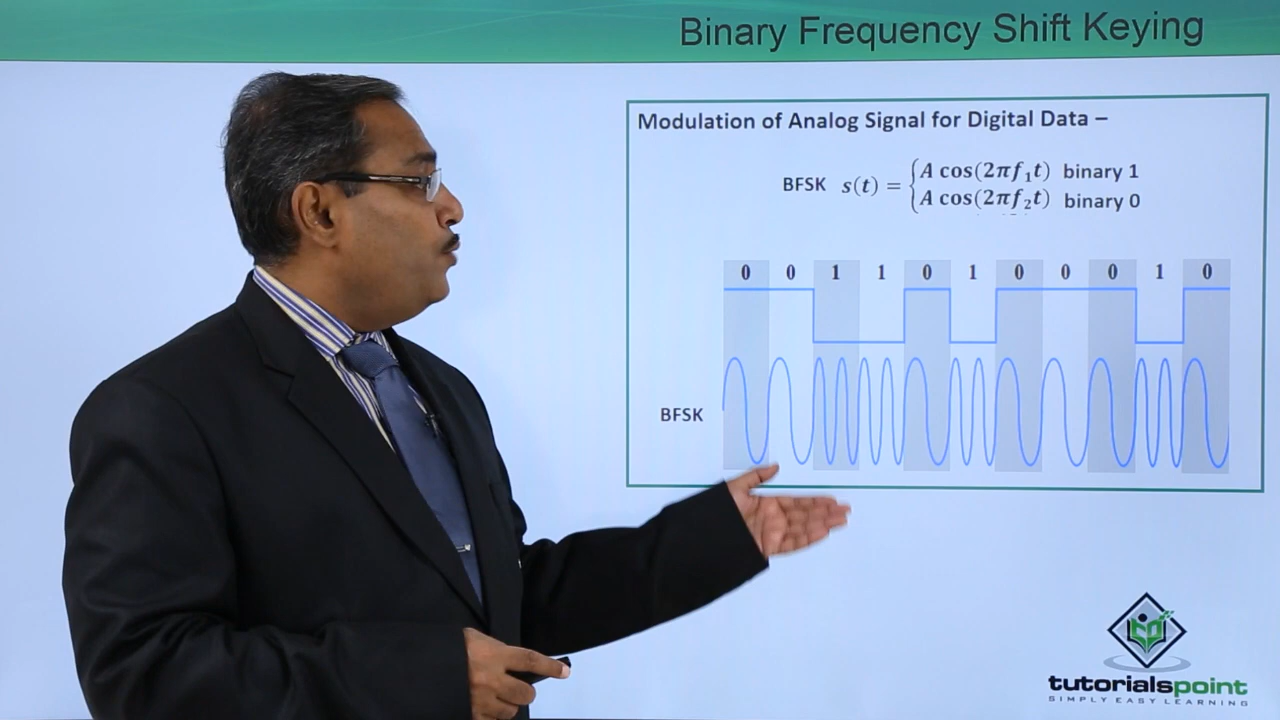 Binary Frequency Shift Keying
Modulation of Analog Signal for Digital Data –
BFSK s(t) = { A cos(2πf₁t) binary 1
A cos(2πf₂t) binary 0
0 0 1 1 0 1 0 0 0 1 0
BFSK
tutorialspoint
SIMPLY EASY LEARNING